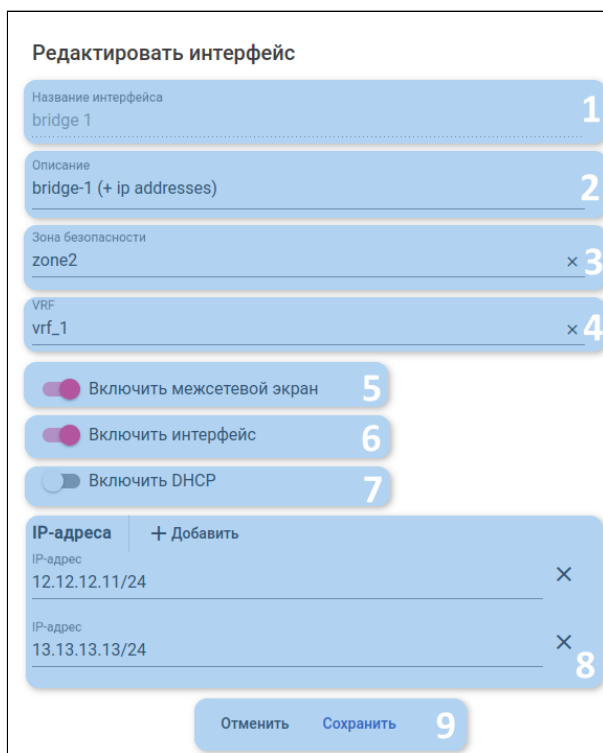 Редактировать интерфейс
Название интерфейса
bridge 1
1
Описание
bridge-1 (+ ip addresses)
2
Зона безопасности
zone2
× 3
VRF
vrf_1
× 4
Включить межсетевой экран 5
Включить интерфейс 6
Включить DHCP 7
IP-адреса + Добавить
IP-адрес
12.12.12.11/24 ×
IP-адрес
13.13.13.13/24 ×
8
Отменить Сохранить 9